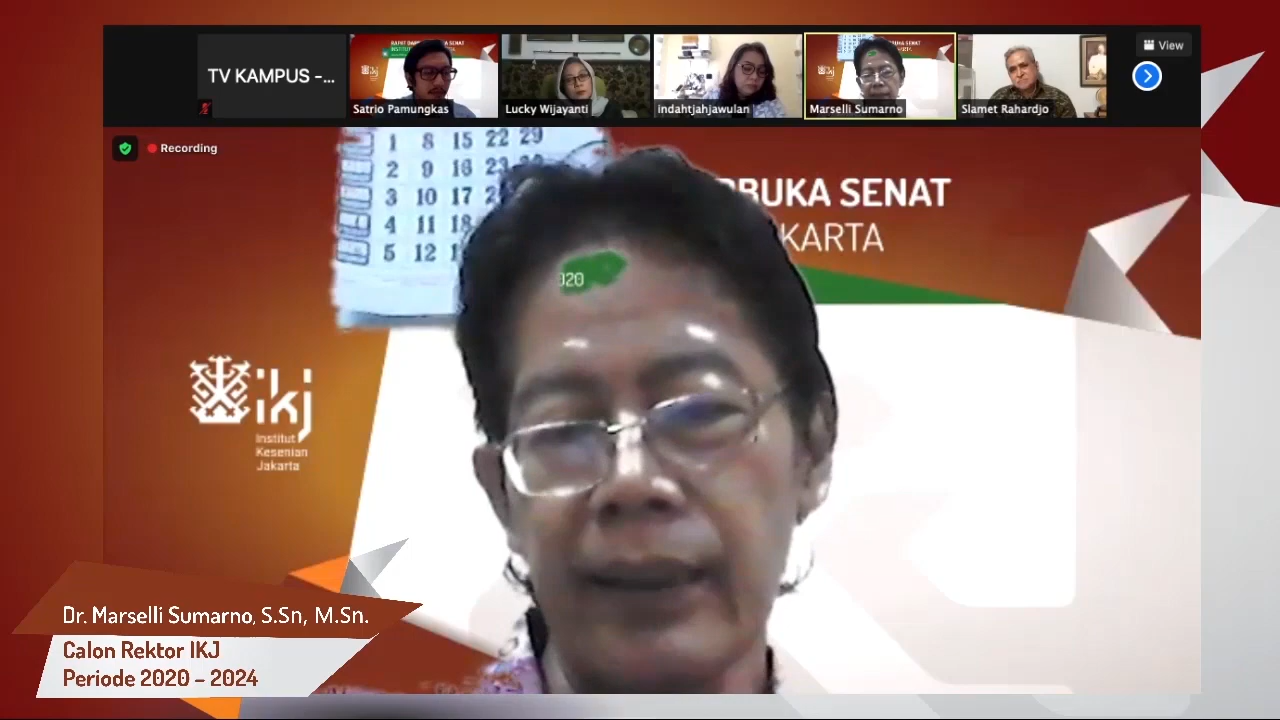 TV KAMPUS -...
Satrio Pamungkas
Lucky Wijayanti
indahtjahjawulan
Marselli Sumarno
Slamet Rahardjo
View
Recording
1 8 15 22 29
2 9 16 23
3 10 17
4 11 18
5 12
BUKA SENAT
KARTA
020
ikj
Institut
Kesenian
Jakarta
Dr. Marselli Sumarno, S.Sn, M.Sn.
Calon Rektor IKJ
Periode 2020 – 2024